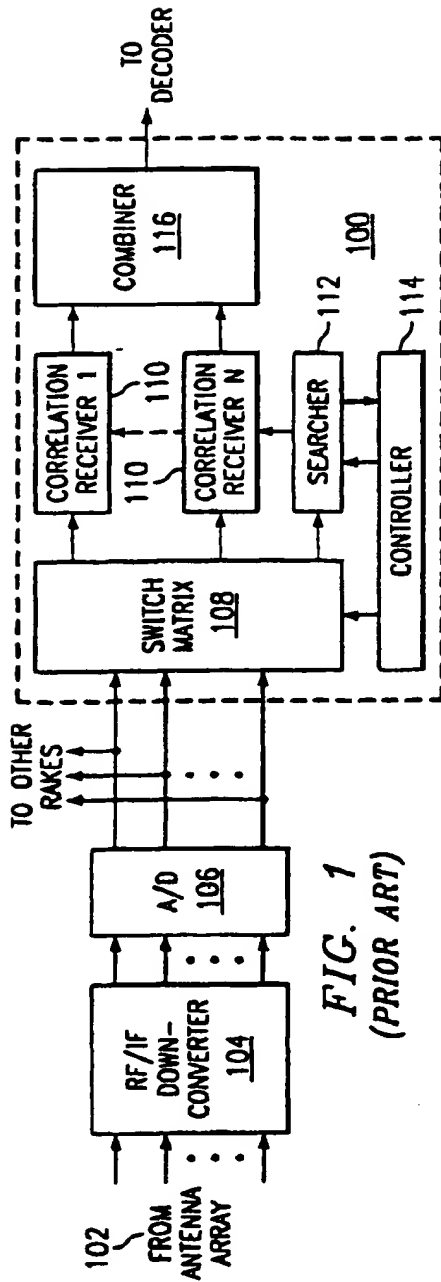 102
FROM
ANTENNA
ARRAY
RF/IF
DOWN-
CONVERTER
104
A/D
106
TO OTHER
RAKES
SWITCH
MATRIX
108
CORRELATION
RECEIVER 1
110
110
CORRELATION
RECEIVER N
SEARCHER
112
CONTROLLER
114
COMBINER
116
100
TO
DECODER
FIG. 1
(PRIOR ART)